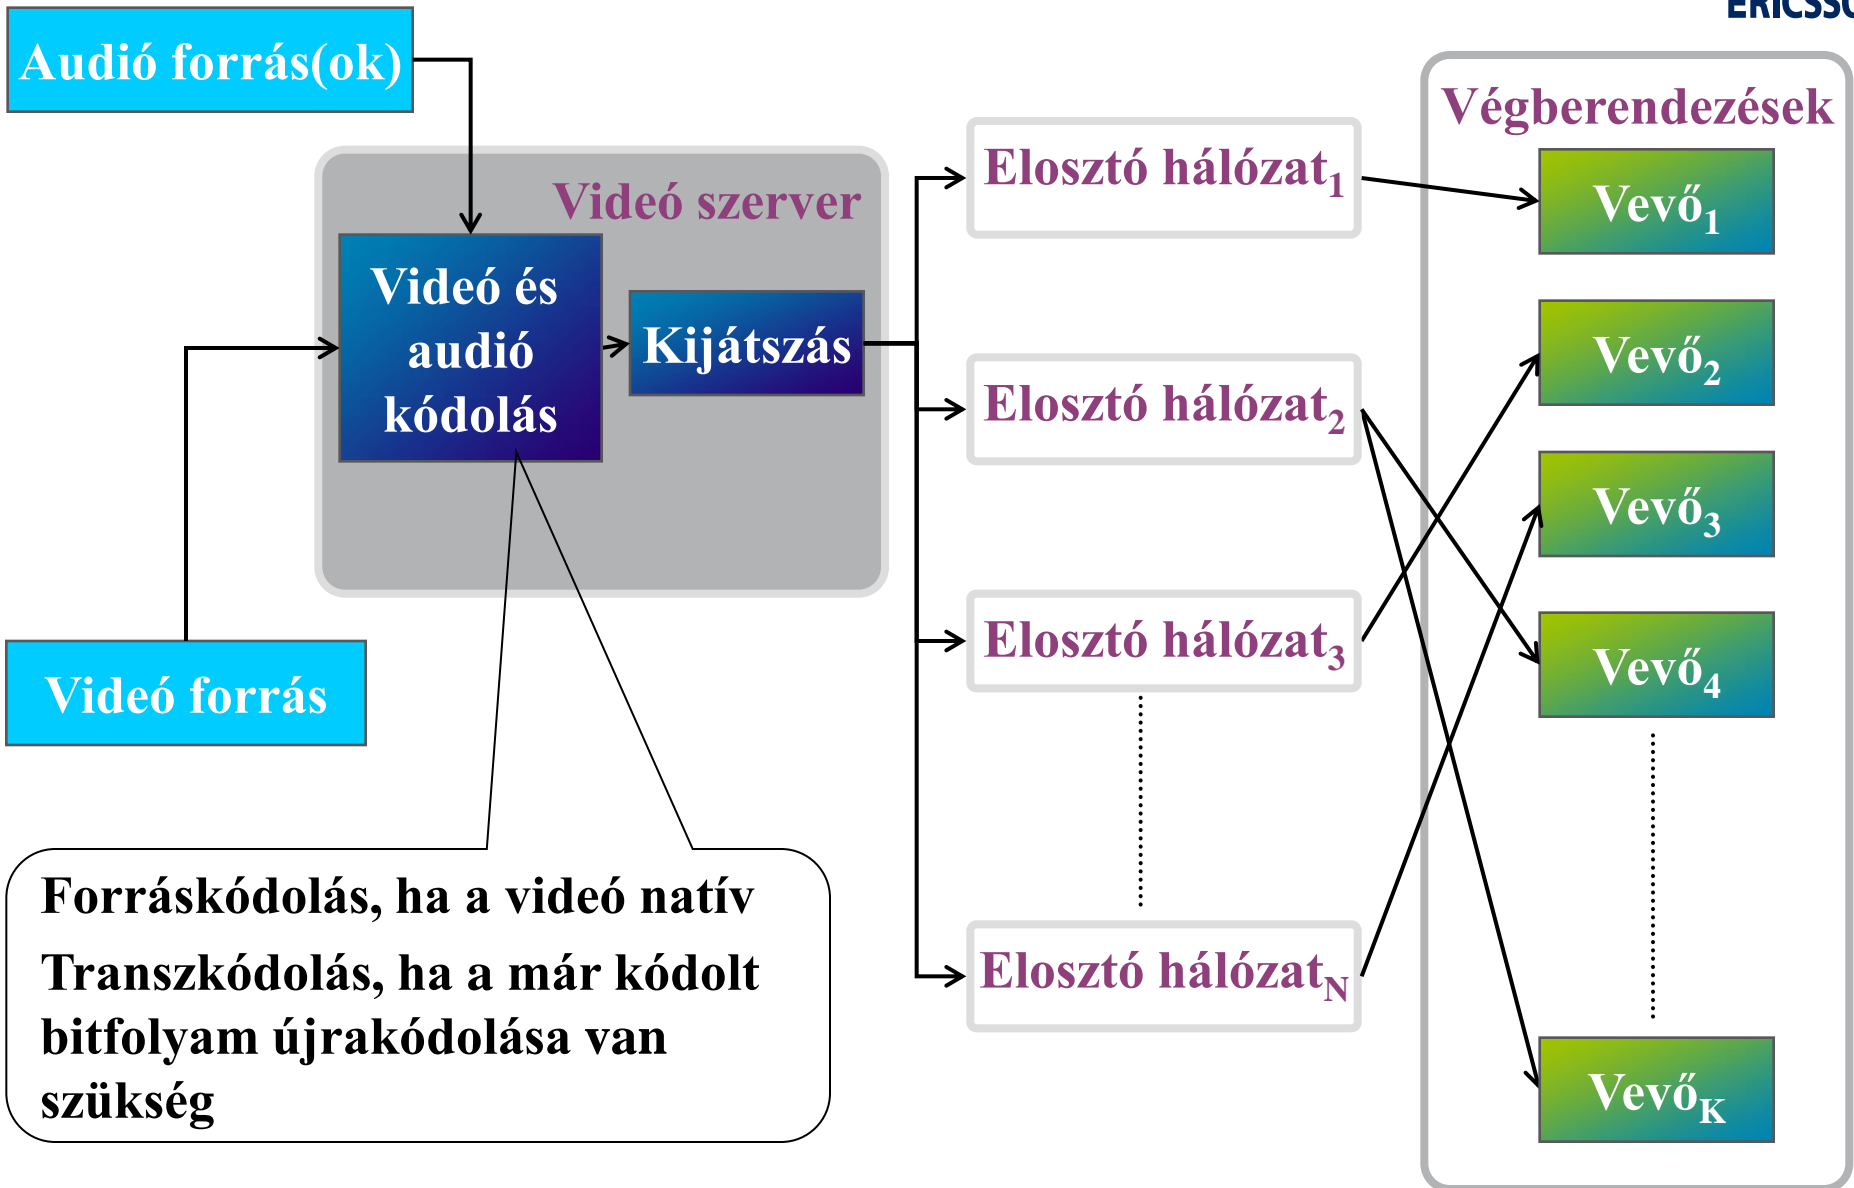 Audió forrás(ok)
Videó szerver
Videó és
audió
kódolás
Kijátszás
Videó forrás
Forráskódolás, ha a videó natív
Transzkódolás, ha a már kódolt
bitfolyam újrakódolása van
szükség
Elosztó hálózat1
Elosztó hálózat2
Elosztó hálózat3
Elosztó hálózatN
Végberendezések
Vevő1
Vevő2
Vevő3
Vevő4
VevőK